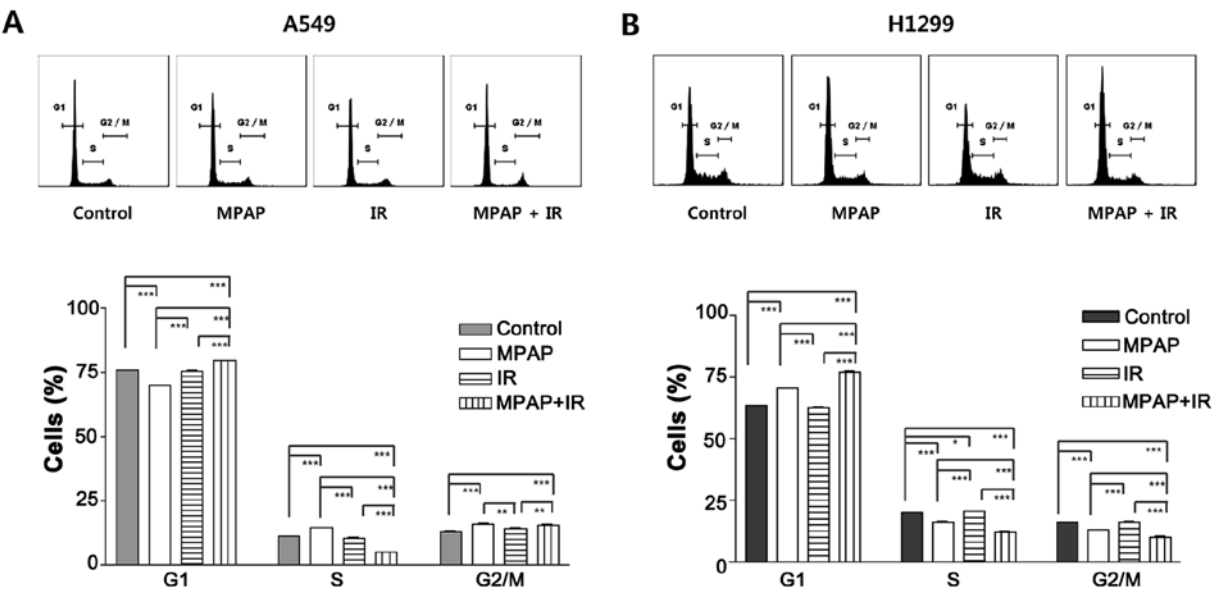 A
A549
G1
G2 / M
S
G1
G2 / M
S
G1
G2 / M
S
G1
G2 / M
S
Control
MPAP
IR
MPAP + IR
Cells (%)
100
75
50
25
0
***
***
***
***
***
***
***
***
***
***
***
***
**
**
G1
S
G2/M
Control
MPAP
IR
MPAP+IR
B
H1299
G1
G2 / M
S
G1
G2 / M
S
G1
G2 / M
S
G1
G2 / M
S
Control
MPAP
IR
MPAP + IR
Cells (%)
100
75
50
25
0
***
***
***
***
***
***
*
***
***
***
***
***
***
***
***
***
G1
S
G2/M
Control
MPAP
IR
MPAP+IR